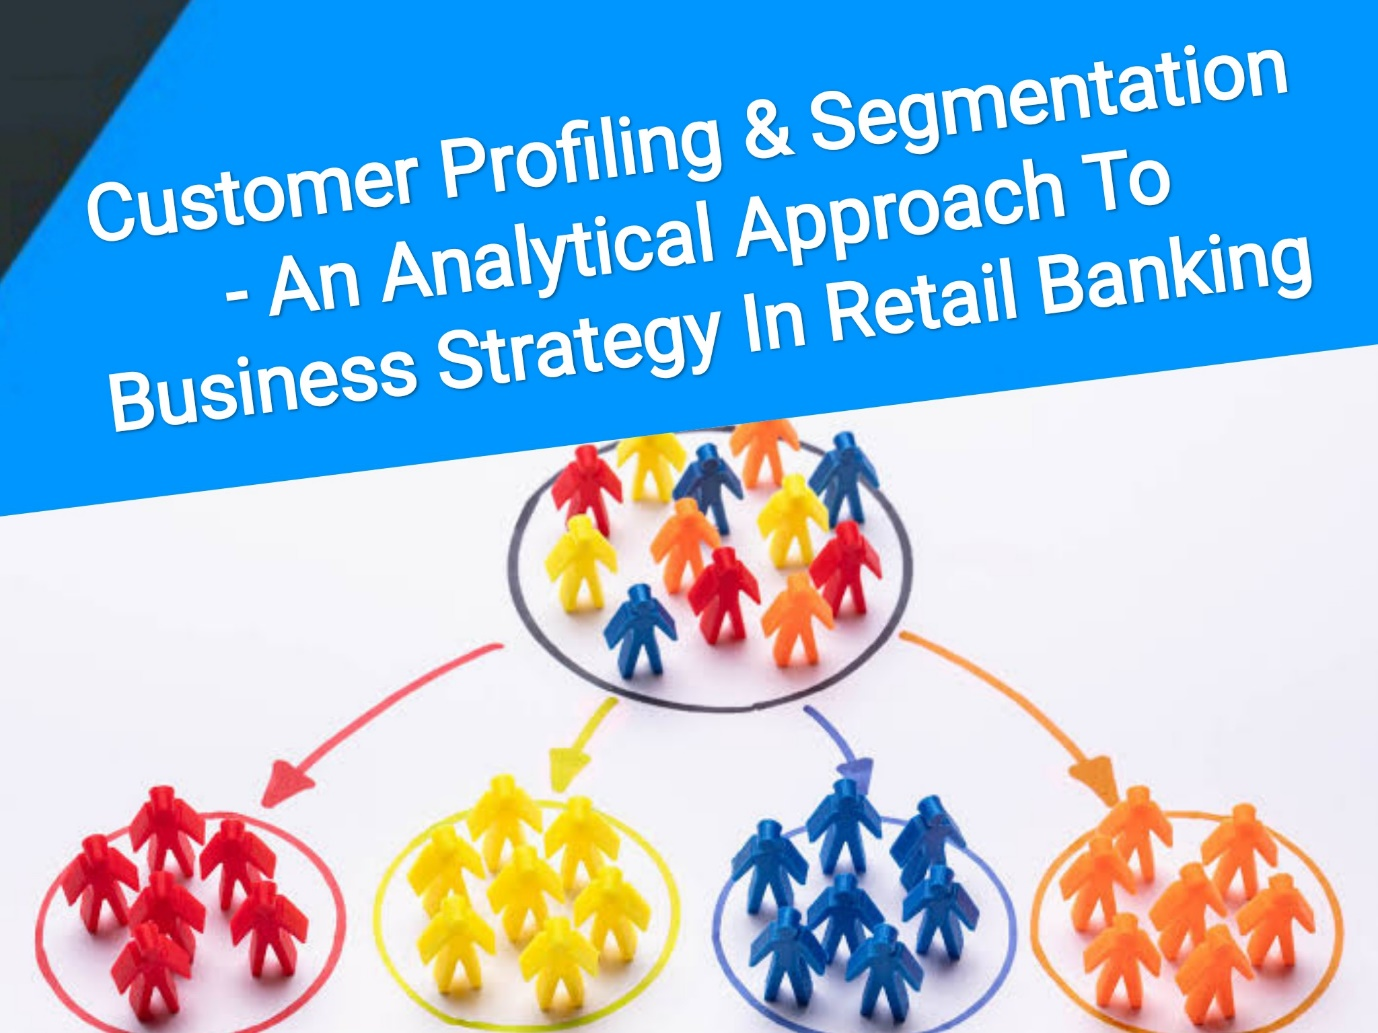 Customer Profiling & Segmentation
- An Analytical Approach To
Business Strategy In Retail Banking